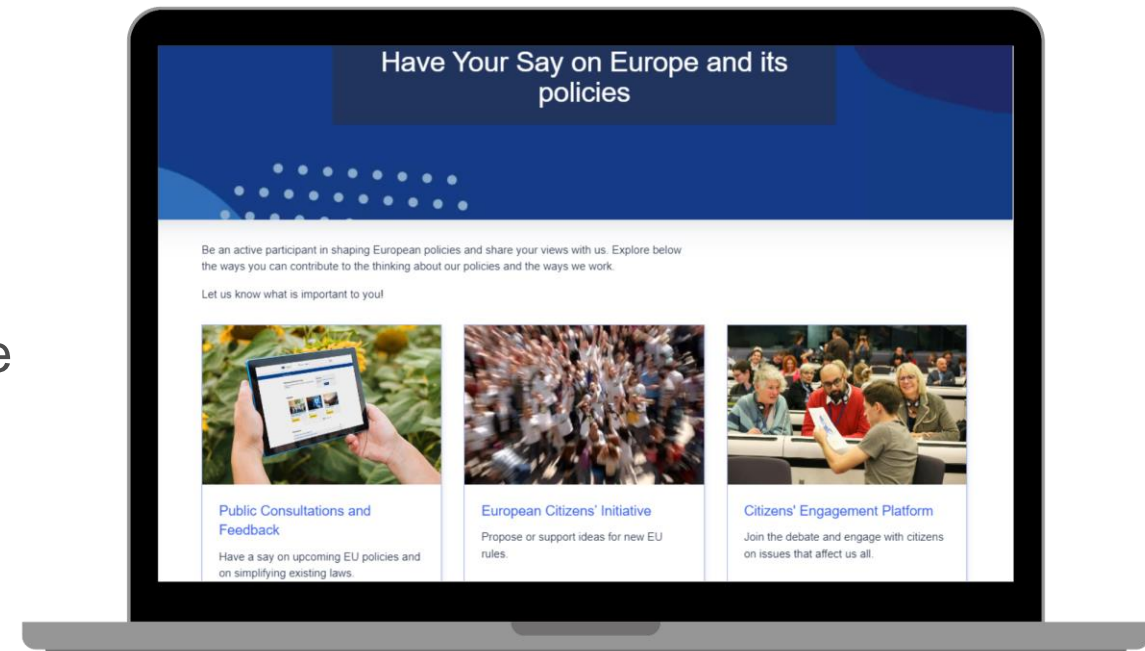 Have Your Say on Europe and its
policies
Be an active participant in shaping European policies and share your views with us. Explore below
the ways you can contribute to the thinking about our policies and the ways we work.
Let us know what is important to you!
e
Public Consultations and
Feedback
Have a say on upcoming EU policies and
on simplifying existing laws.
European Citizens' Initiative
Propose or support ideas for new EU
rules.
Citizens' Engagement Platform
Join the debate and engage with citizens
on issues that affect us all.